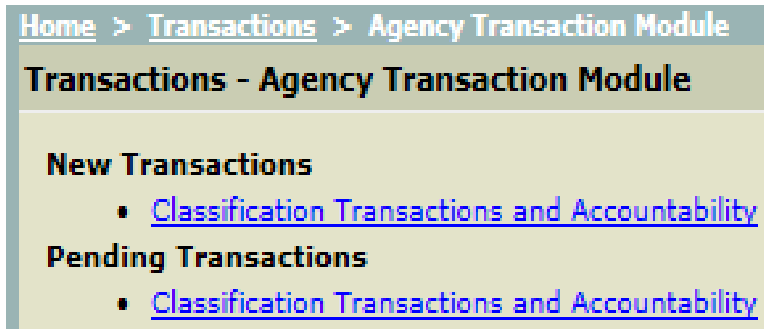 Home > Transactions > Agency Transaction Module
Transactions - Agency Transaction Module
New Transactions
• Classification Transactions and Accountability
Pending Transactions
• Classification Transactions and Accountability